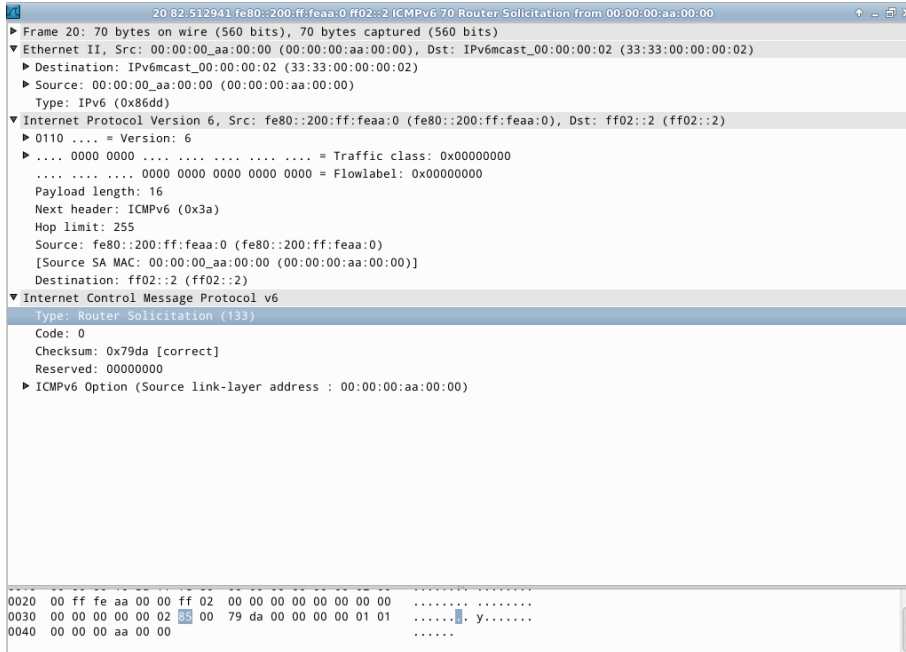 20 82.512941 fe80::200:ff:feaa:0 ff02::2 ICMPv6 70 Router Solicitation from 00:00:00:aa:00:00
Frame 20: 70 bytes on wire (560 bits), 70 bytes captured (560 bits)
Ethernet II, Src: 00:00:00_aa:00:00 (00:00:00:aa:00:00), Dst: IPv6mcast_00:00:00:02 (33:33:00:00:00:02)
Destination: IPv6mcast_00:00:00:02 (33:33:00:00:00:02)
Source: 00:00:00_aa:00:00 (00:00:00:aa:00:00)
Type: IPv6 (0x86dd)
Internet Protocol Version 6, Src: fe80::200:ff:feaa:0 (fe80::200:ff:feaa:0), Dst: ff02::2 (ff02::2)
0110 .... = Version: 6
.... 0000 0000 .... .... .... .... .... = Traffic class: 0x00000000
.... .... .... 0000 0000 0000 0000 0000 = Flowlabel: 0x00000000
Payload length: 16
Next header: ICMPv6 (0x3a)
Hop limit: 255
Source: fe80::200:ff:feaa:0 (fe80::200:ff:feaa:0)
[Source SA MAC: 00:00:00_aa:00:00 (00:00:00:aa:00:00)]
Destination: ff02::2 (ff02::2)
Internet Control Message Protocol v6
Type: Router Solicitation (133)
Code: 0
Checksum: 0x79da [correct]
Reserved: 00000000
ICMPv6 Option (Source link-layer address : 00:00:00:aa:00:00)
0020 00 ff fe aa 00 00 ff 02 00 00 00 00 00 00 00 00 ........ ........
0030 00 00 00 00 00 02 85 00 79 da 00 00 00 00 01 01 ........ y.......
0040 00 00 00 aa 00 00 ......